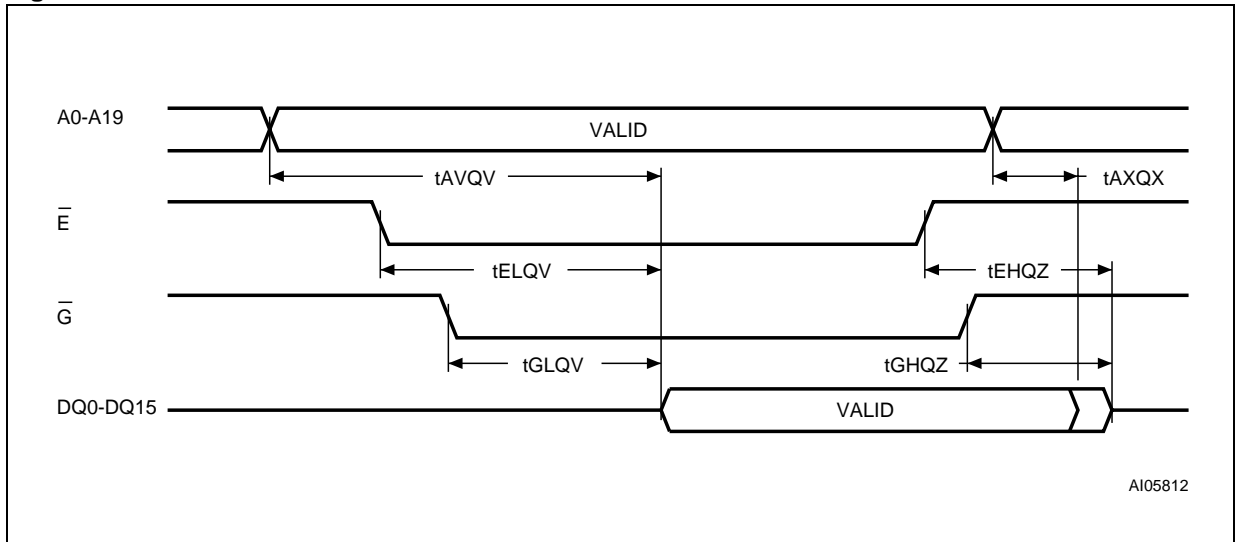 A0-A19
VALID
tAVQV
tAXQX
E̅
tELQV
tEHQZ
G̅
tGLQV
tGHQZ
DQ0-DQ15
VALID
AI05812